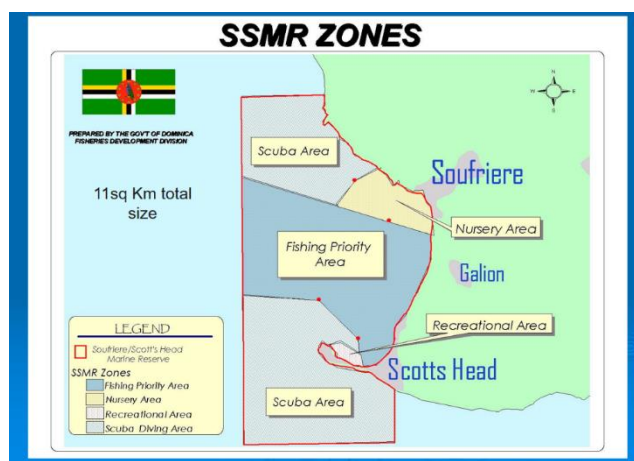 SSMR ZONES
PREPARED BY THE GOVT OF DOMINICA
FISHERIES DEVELOPMENT DIVISION
N
W
E
S
Scuba Area
Soufriere
11sq Km total
size
Nursery Area
Fishing Priority
Area
Galion
Recreational Area
Scotts Head
Scuba Area
LEGEND
Soufriere/Scott's Head
Marine Reserve
SSMR Zones
Fishing Priority Area
Nursery Area
Recreational Area
Scuba Diving Area